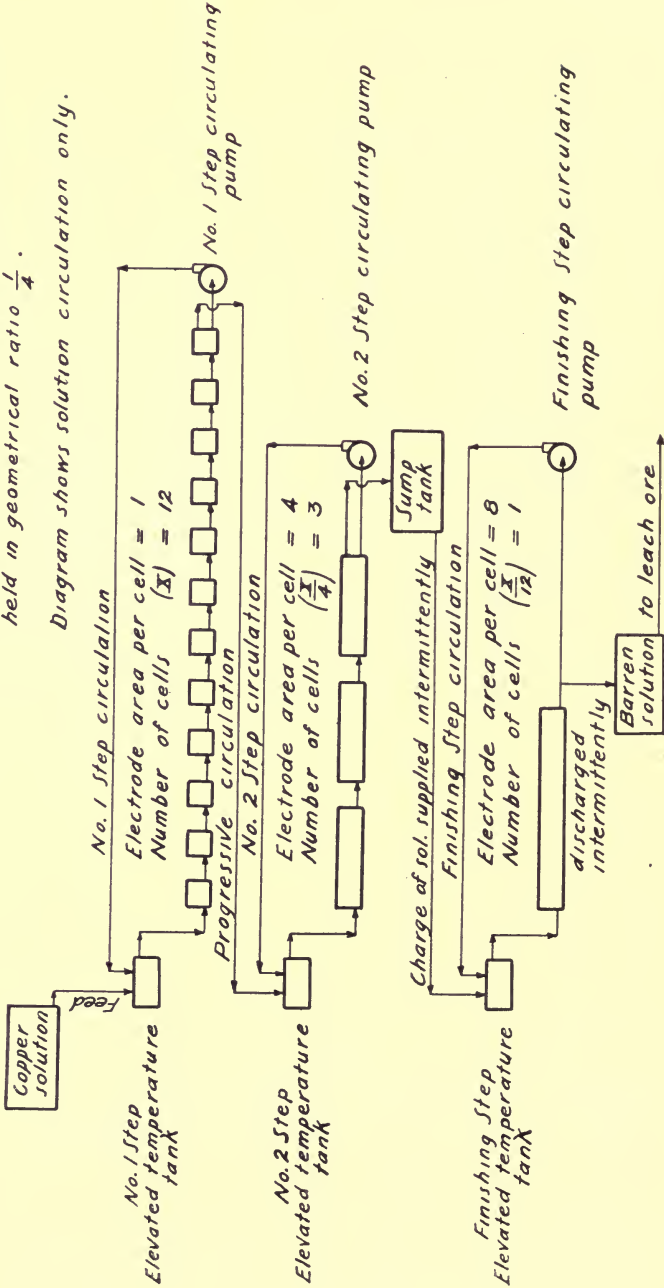 held in geometrical ratio 1/4.
Diagram shows solution circulation only.
Copper
solution
Feed
No. 1 Step circulation
No. 1 Step
Elevated temperature
tank
Electrode area per cell = 1
Number of cells (X) = 12
No. 1 Step circulating
pump
Progressive circulation
No. 2 Step circulation
No. 2 Step
Elevated temperature
tank
Electrode area per cell = 4
Number of cells (X/4) = 3
No. 2 Step circulating pump
Sump
tank
Charge of sol. supplied intermittently
Finishing Step circulation
Finishing Step
Elevated temperature
tank
Electrode area per cell = 8
Number of cells (X/12) = 1
Finishing Step circulating
pump
discharged
intermittently
Barren
solution
to leach ore